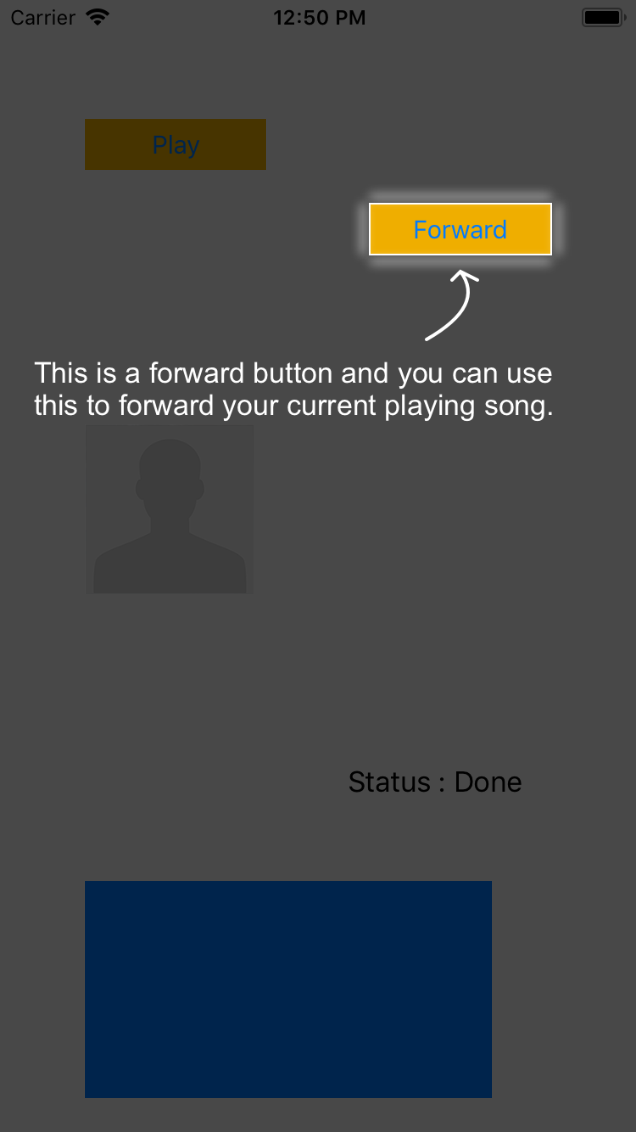 Carrier 12:50 PM
Play
Forward
This is a forward button and you can use
this to forward your current playing song.
Status : Done